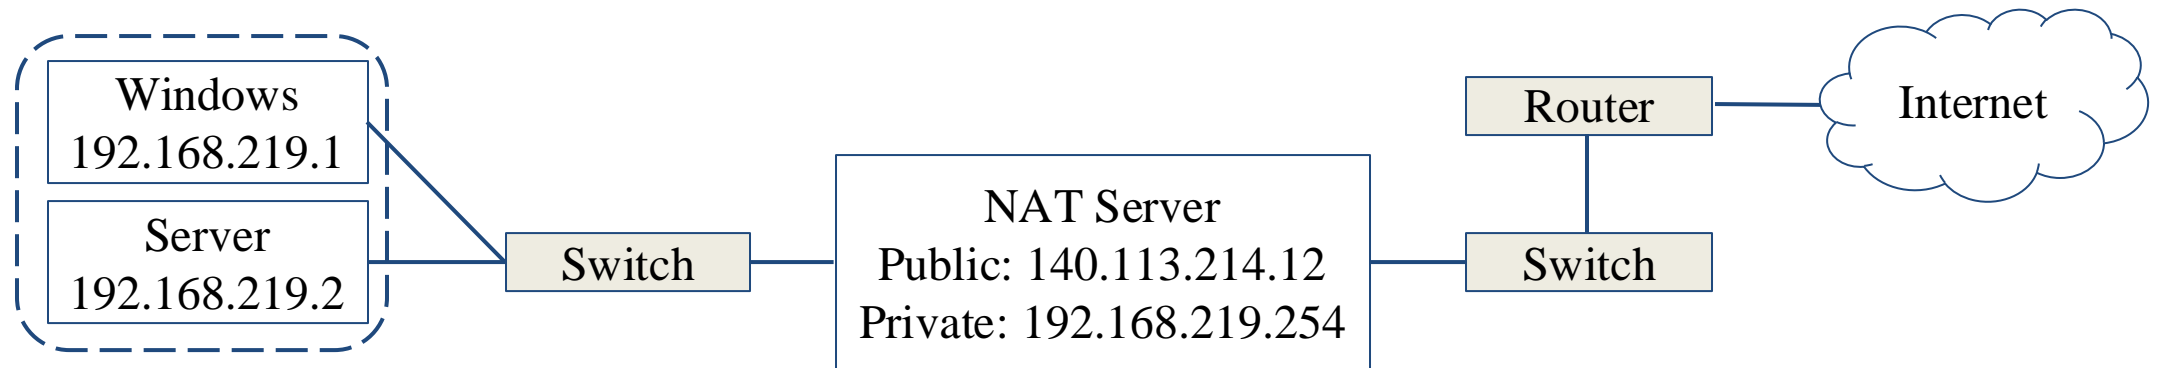 Windows
192.168.219.1
Server
192.168.219.2
Switch
NAT Server
Public: 140.113.214.12
Private: 192.168.219.254
Router
Switch
Internet